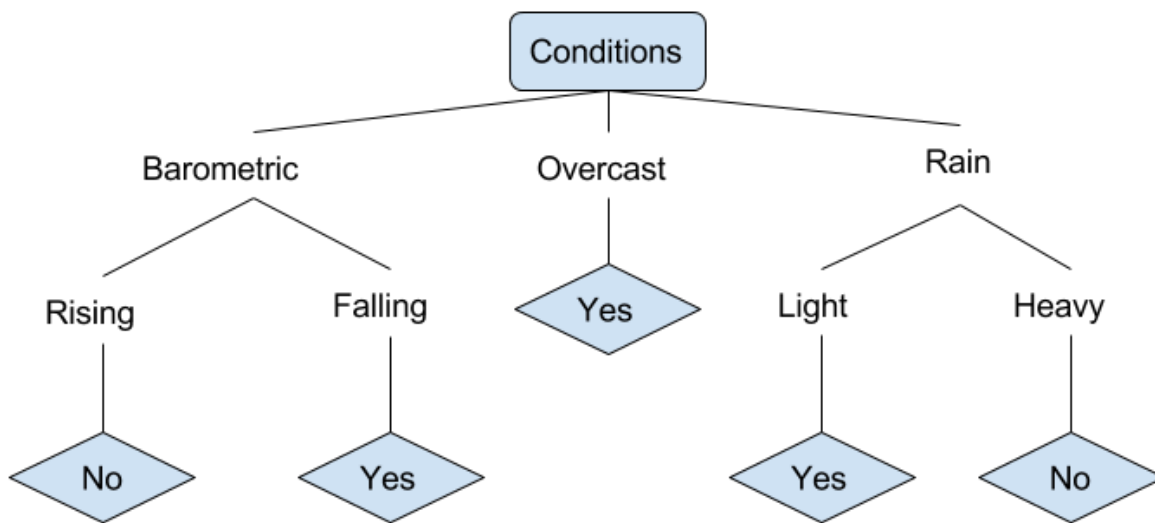 Conditions
Barometric
Overcast
Rain
Rising
Falling
Yes
Light
Heavy
No
Yes
Yes
No